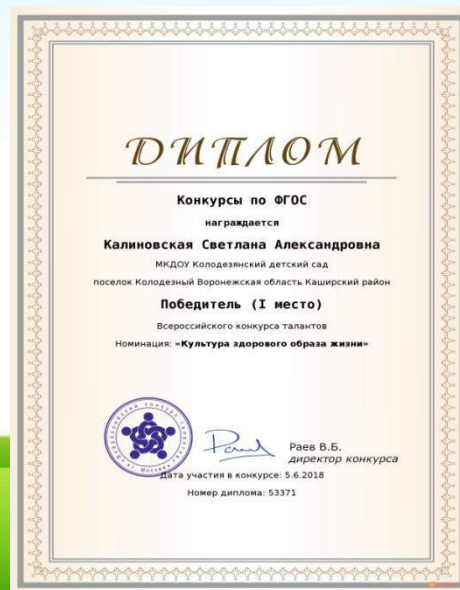 ДИПЛОМ
Конкурсы по ФГОС
награждается
Калиновская Светлана Александровна
МКДОУ Колодезянский детский сад
поселок Колодезный Воронежская область Каширский район
Победитель (I место)
Всероссийского конкурса талантов
Номинация: «Культура здорового образа жизни»
Раев В.Б.
директор конкурса
Дата участия в конкурсе: 5.6.2018
Номер диплома: 53371